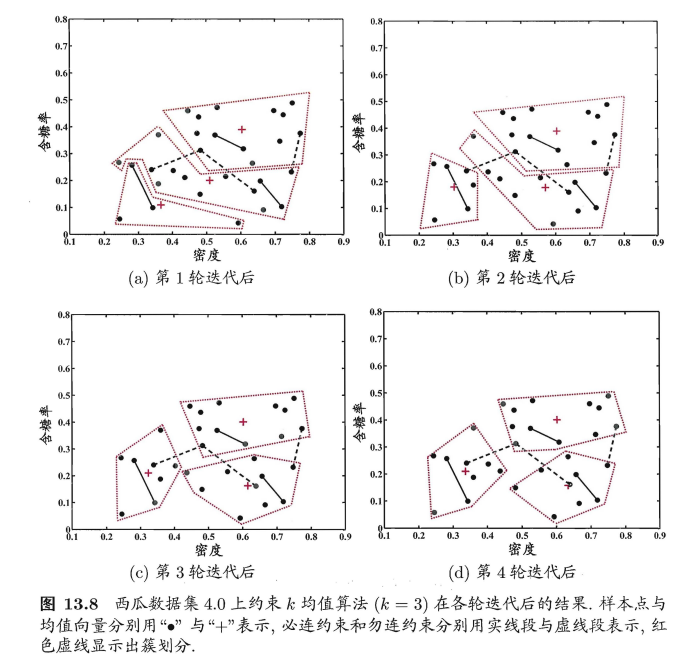 0.8
0.7
0.6
0.5
0.4
0.3
0.2
0.1
0
含糖率
0.1 0.2 0.3 0.4 0.5 0.6 0.7 0.8 0.9
密度
(a) 第 1 轮迭代后
0.8
0.7
0.6
0.5
0.4
0.3
0.2
0.1
0
含糖率
0.1 0.2 0.3 0.4 0.5 0.6 0.7 0.8 0.9
密度
(b) 第 2 轮迭代后
0.8
0.7
0.6
0.5
0.4
0.3
0.2
0.1
0
含糖率
0.1 0.2 0.3 0.4 0.5 0.6 0.7 0.8 0.9
密度
(c) 第 3 轮迭代后
0.8
0.7
0.6
0.5
0.4
0.3
0.2
0.1
0
含糖率
0.1 0.2 0.3 0.4 0.5 0.6 0.7 0.8 0.9
密度
(d) 第 4 轮迭代后
图 13.8 西瓜数据集 4.0 上约束 k 均值算法 (k = 3) 在各轮迭代后的结果. 样本点与
均值向量分别用“●” 与“+”表示, 必连约束和勿连约束分别用实线段与虚线段表示, 红
色虚线显示出簇划分.